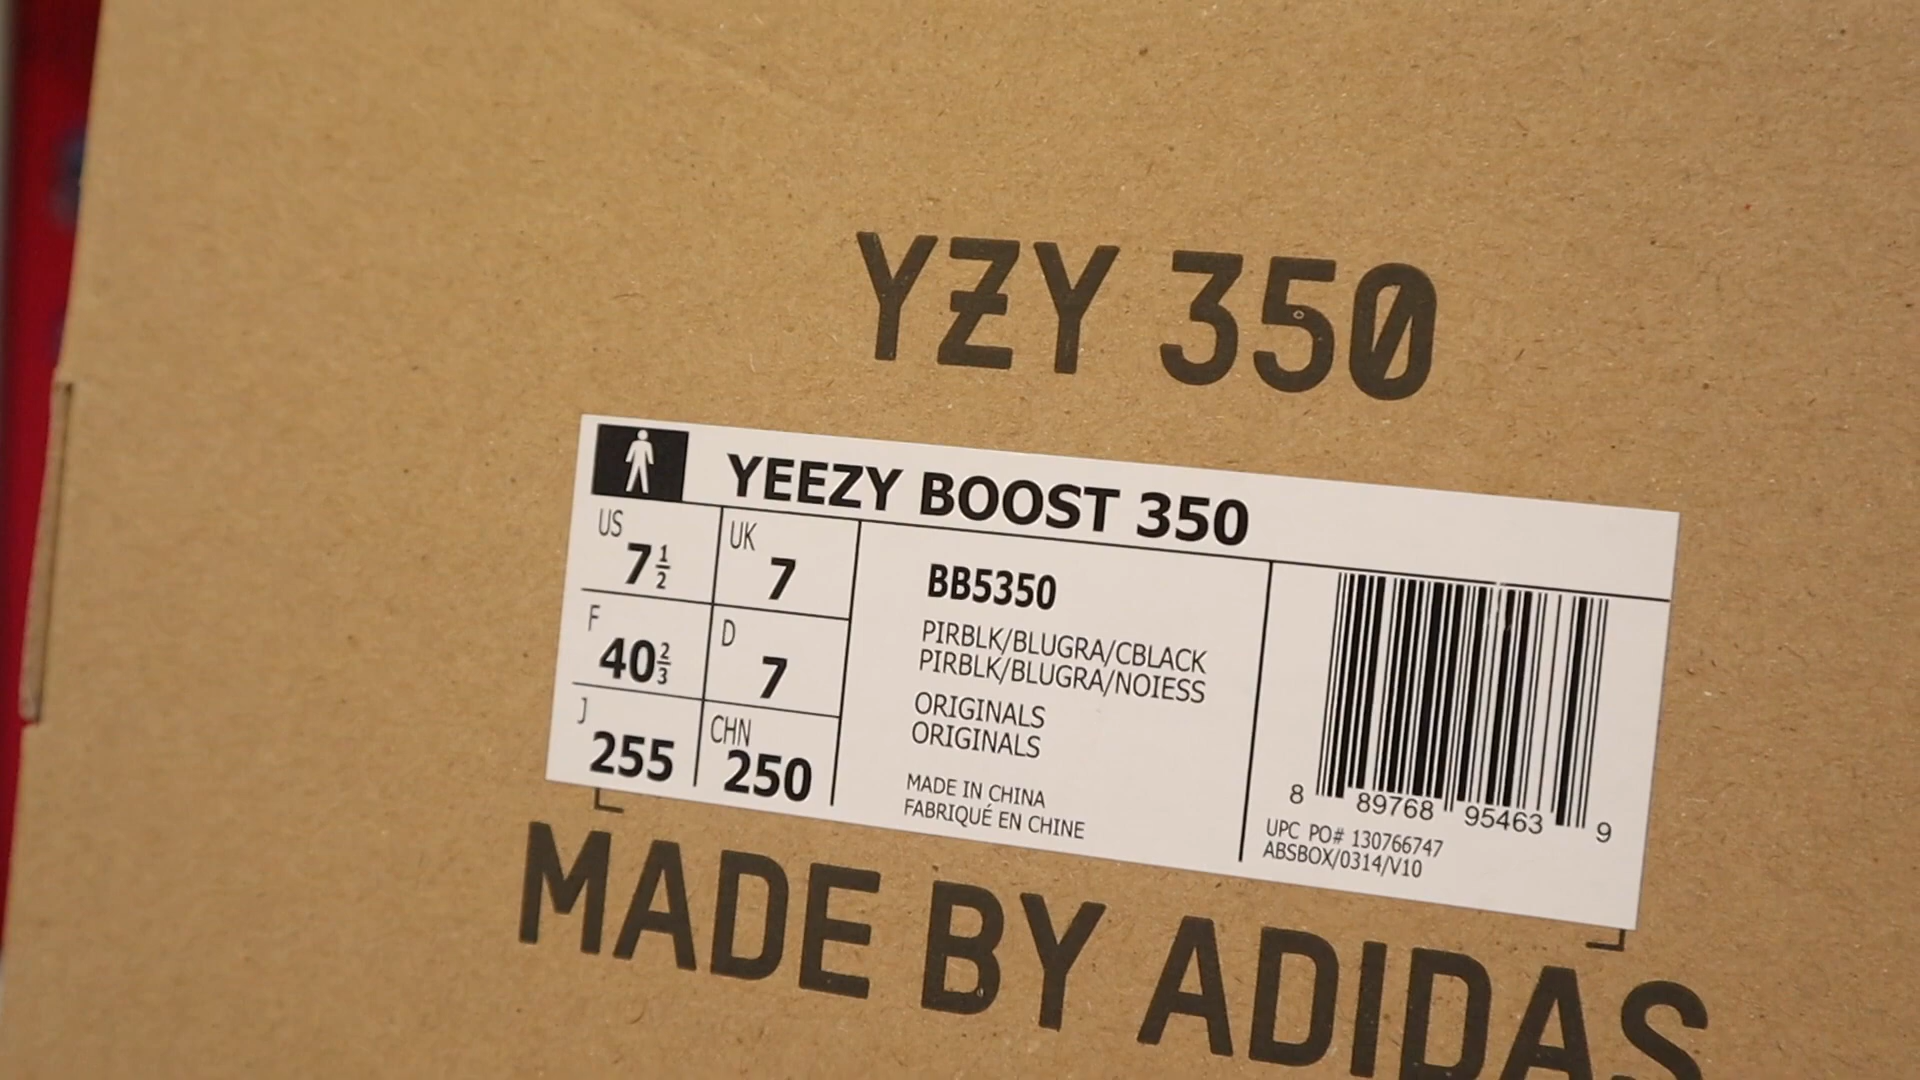 YZY 350
YEEZY BOOST 350
US 7 1/2 UK 7
F 40 2/3 D 7
J 255 CHN 250
BB5350
PIRBLK/BLUGRA/CBLACK
PIRBLK/BLUGRA/NOIESS
ORIGINALS
ORIGINALS
MADE IN CHINA
FABRIQUÉ EN CHINE
8 89768 95463 9
UPC PO# 130766747
ABSBOX/0314/V10
MADE BY ADIDAS